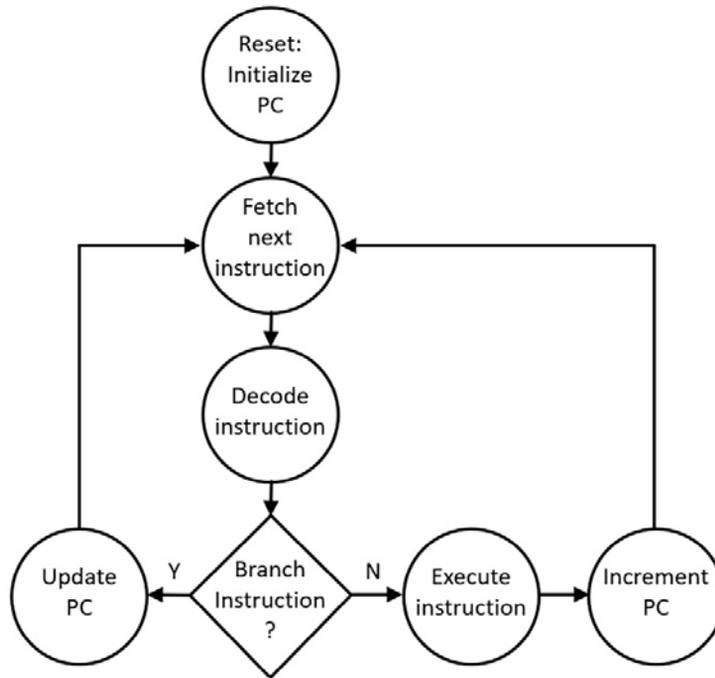 Reset:
Initialize
PC
Fetch
next
instruction
Decode
instruction
Update
PC
Y
Branch
Instruction
?
N
Execute
instruction
Increment
PC